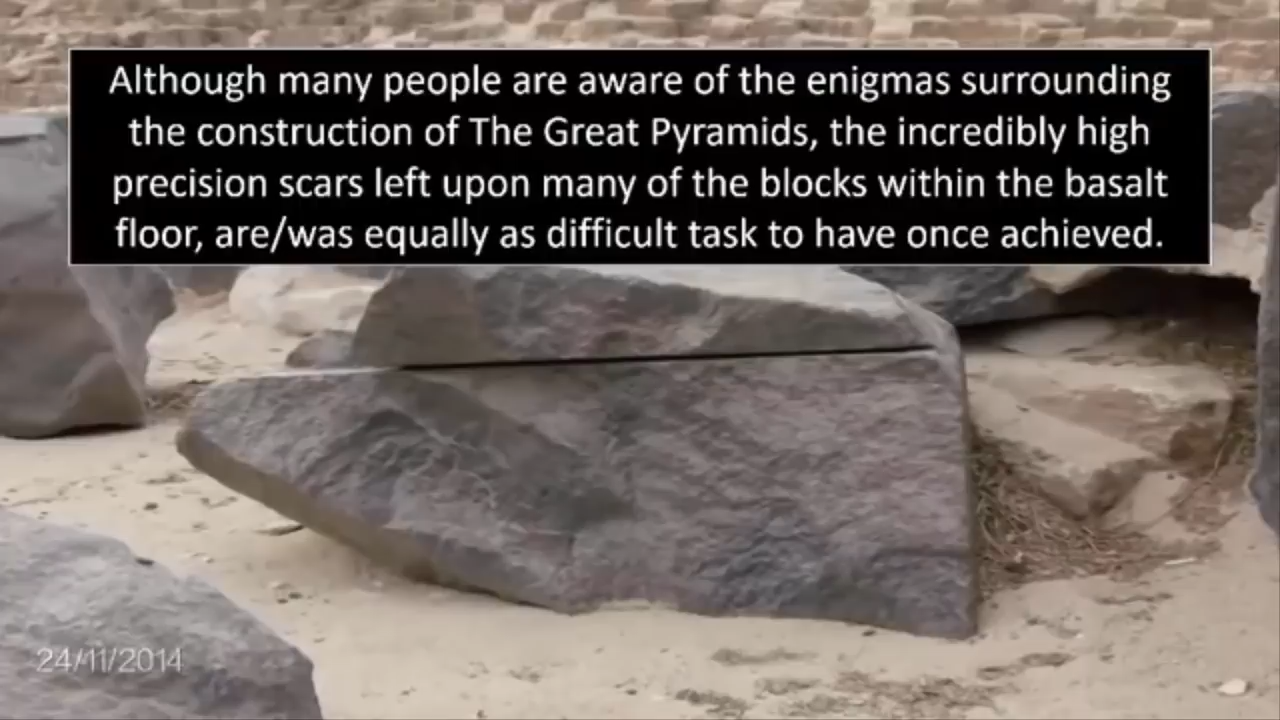 Although many people are aware of the enigmas surrounding
the construction of The Great Pyramids, the incredibly high
precision scars left upon many of the blocks within the basalt
floor, are/was equally as difficult task to have once achieved.
24/11/2014